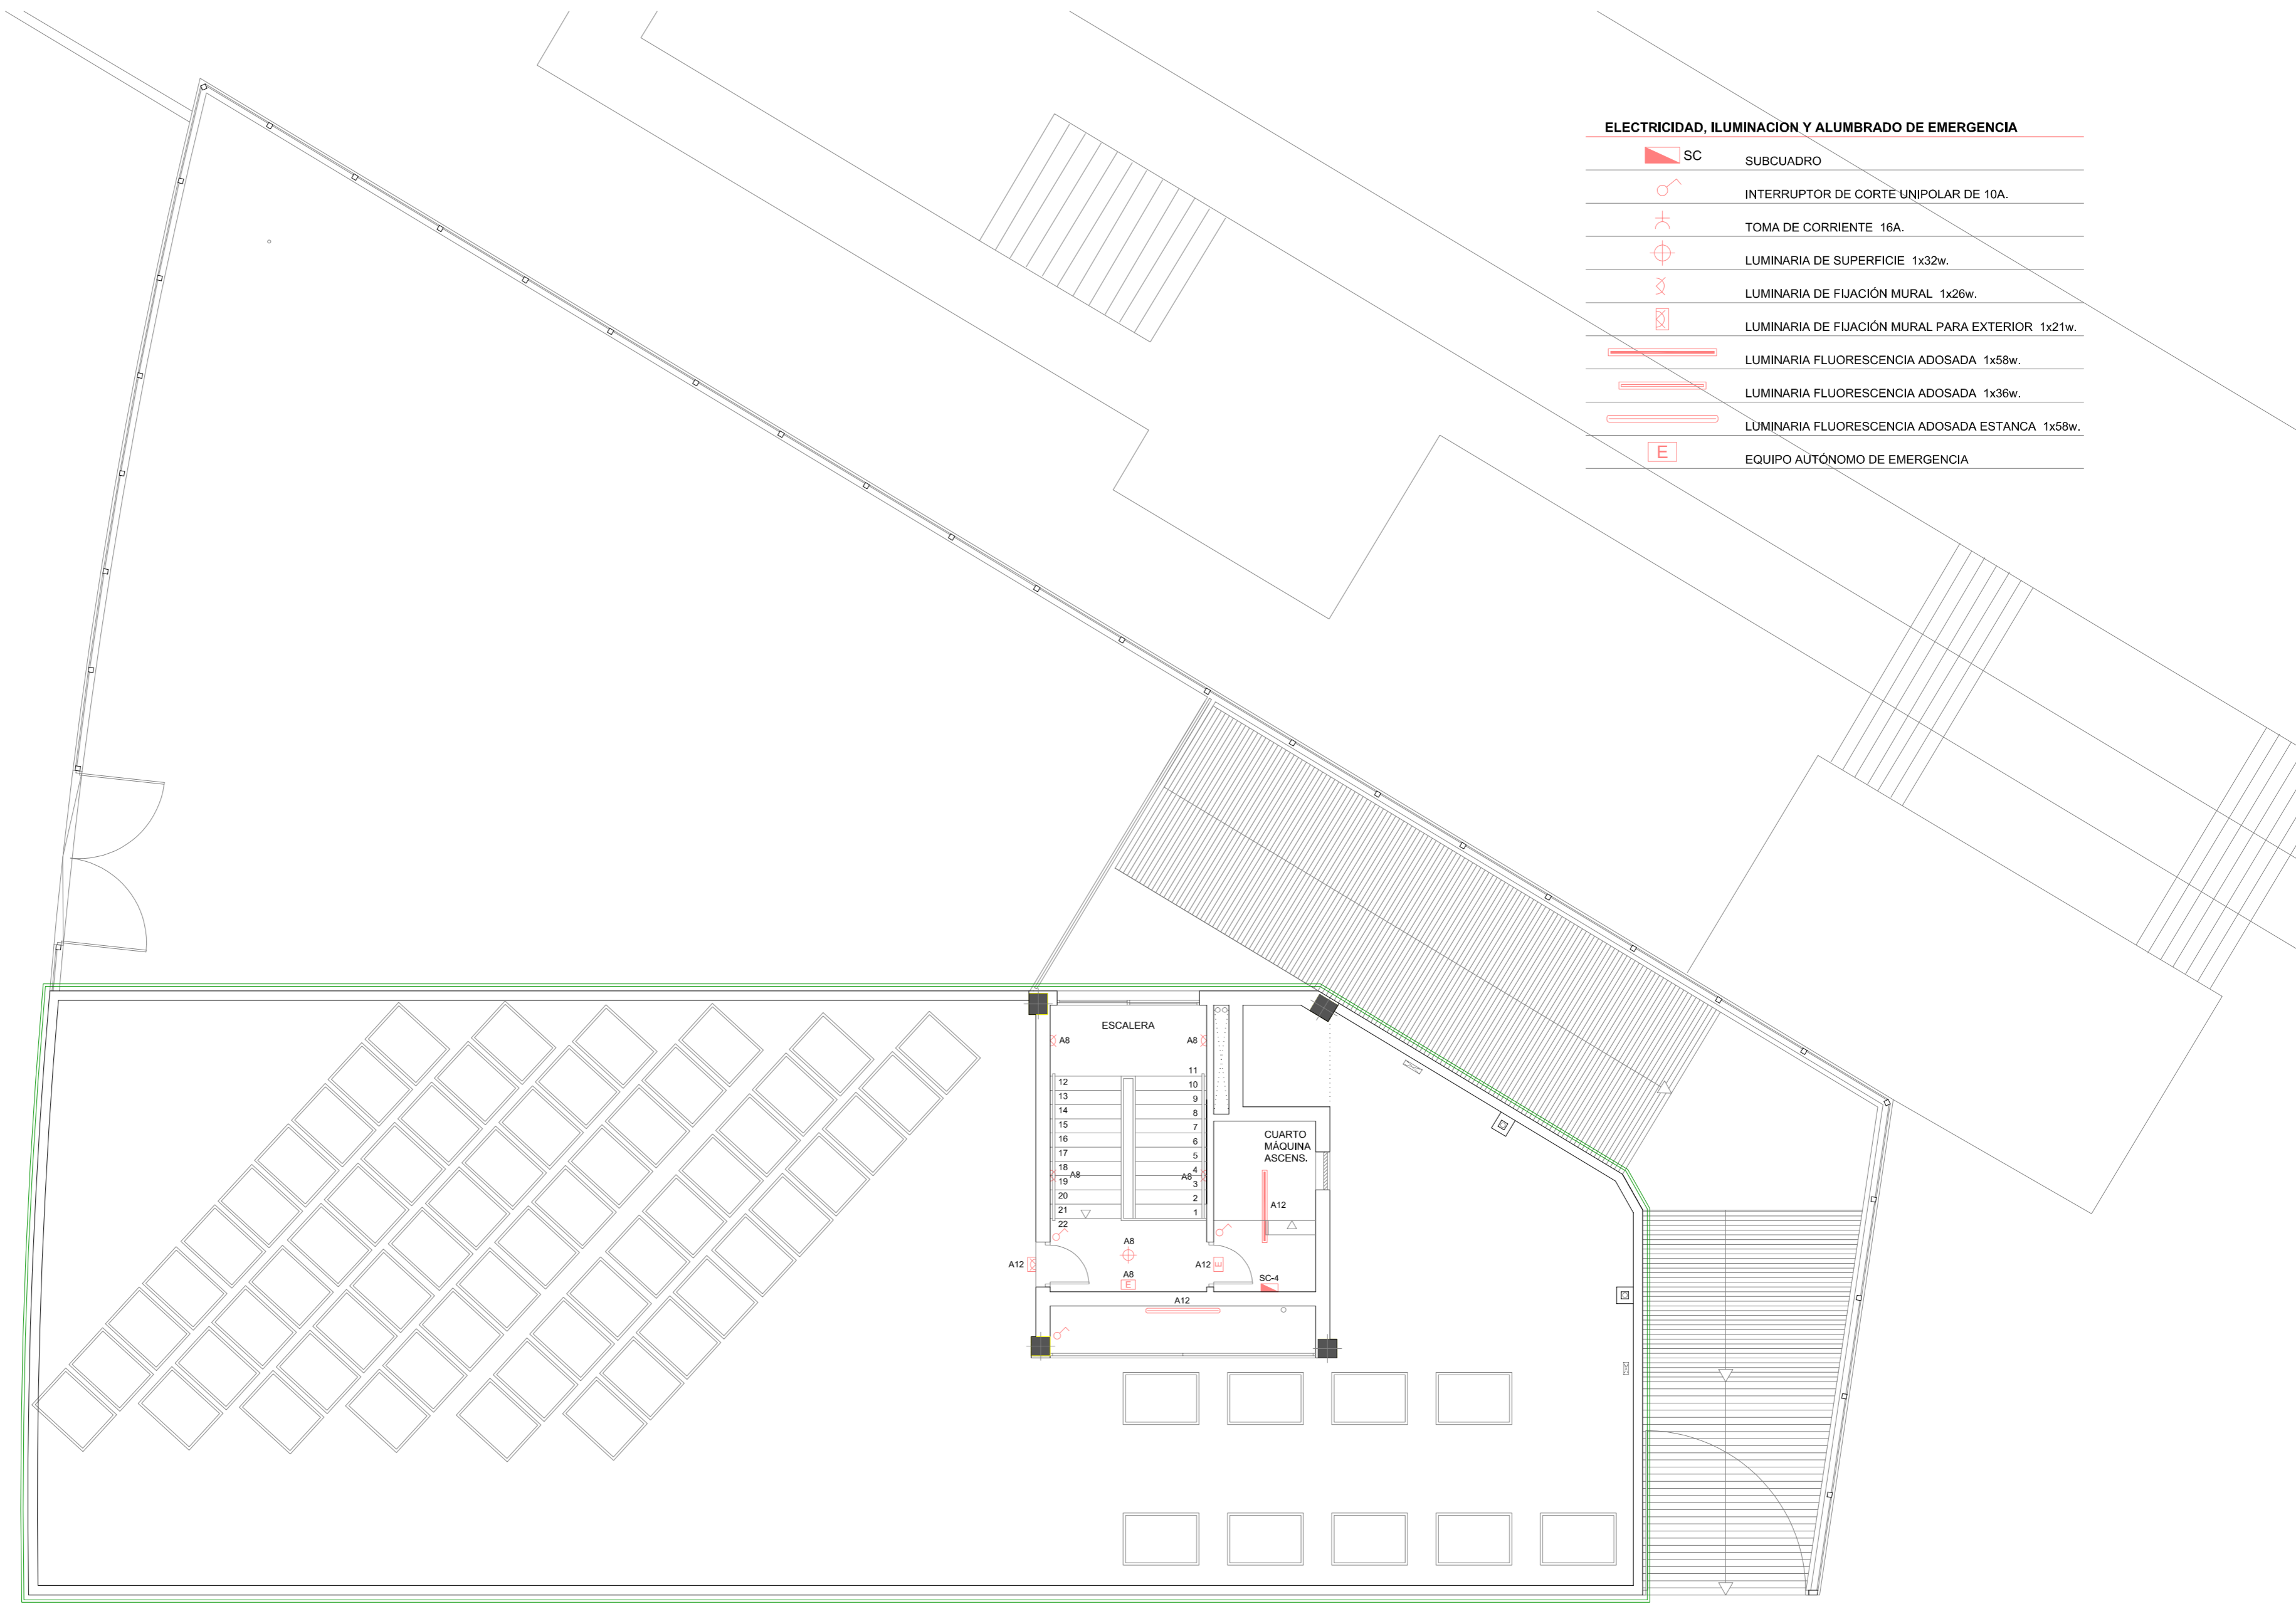 ELECTRICIDAD, ILUMINACION Y ALUMBRADO DE EMERGENCIA
SC SUBCUADRO
INTERRUPTOR DE CORTE UNIPOLAR DE 10A.
TOMA DE CORRIENTE 16A.
LUMINARIA DE SUPERFICIE 1x32w.
LUMINARIA DE FIJACIÓN MURAL 1x26w.
LUMINARIA DE FIJACIÓN MURAL PARA EXTERIOR 1x21w.
LUMINARIA FLUORESCENCIA ADOSADA 1x58w.
LUMINARIA FLUORESCENCIA ADOSADA 1x36w.
LUMINARIA FLUORESCENCIA ADOSADA ESTANCA 1x58w.
E EQUIPO AUTÓNOMO DE EMERGENCIA
ESCALERA
A8
A8
11
12
10
13
9
14
8
15
7
16
6
17
5
18
4
A8
A8
19
3
20
2
21
1
22
CUARTO
MÁQUINA
ASCENS.
A12
A8
A12
A8
E
A12
E
SC-4
A12